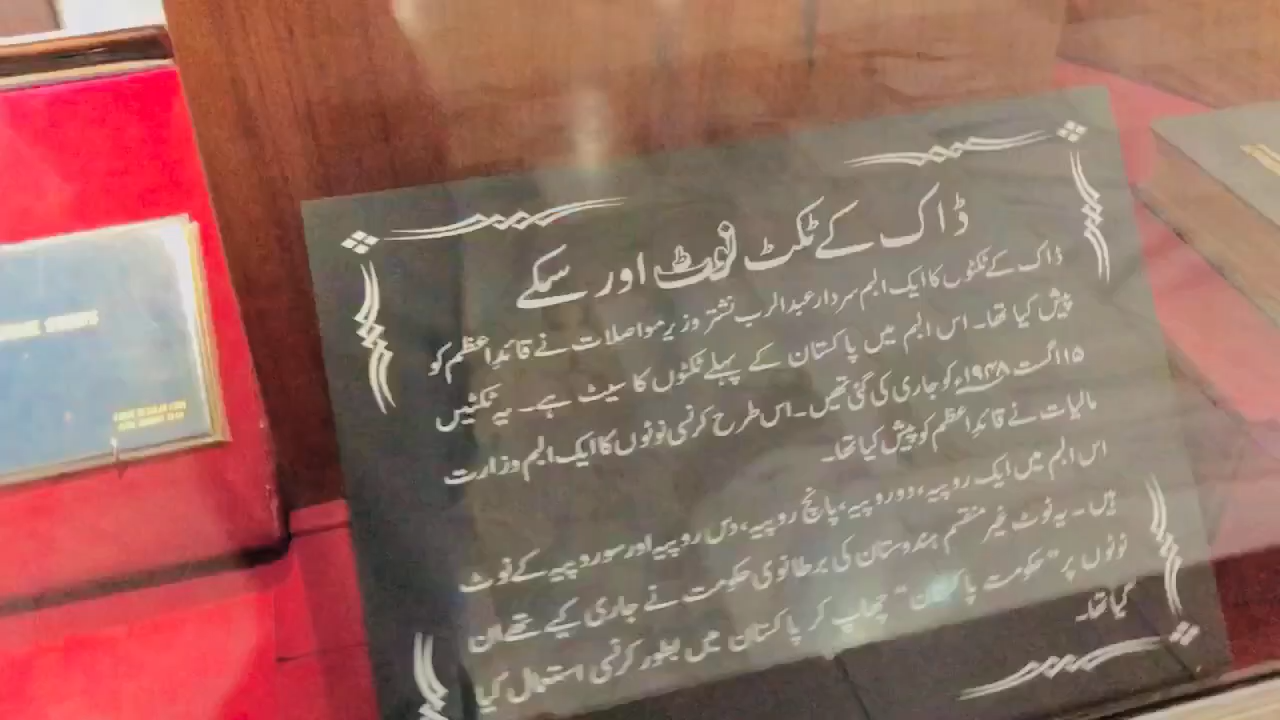 ڈاک کے ٹکٹ نوٹ اور سکے
ڈاک کے ٹکٹوں کا ایک البم سردار عبدالرب نشتر وزیرِ مواصلات نے قائدِاعظم کو
پیش کیا تھا۔ اس البم میں پاکستان کے پہلے ٹکٹوں کا سیٹ ہے۔ یہ ٹکٹیں
۱۵ اگست ۱۹۴۸ء کو جاری کی گئی تھیں۔ اس طرح کرنسی نوٹوں کا ایک البم وزارت
مالیات نے قائدِاعظم کو پیش کیا تھا۔
اس البم میں ایک روپیہ، دو روپیہ، پانچ روپیہ، دس روپیہ اور سو روپیہ کے نوٹ
ہیں۔ یہ نوٹ غیر منقسم ہندوستان کی برطانوی حکومت نے جاری کیے تھے ان
نوٹوں پر "حکومت پاکستان" چھاپ کر پاکستان میں بطور کرنسی استعمال کیا
گیا تھا۔